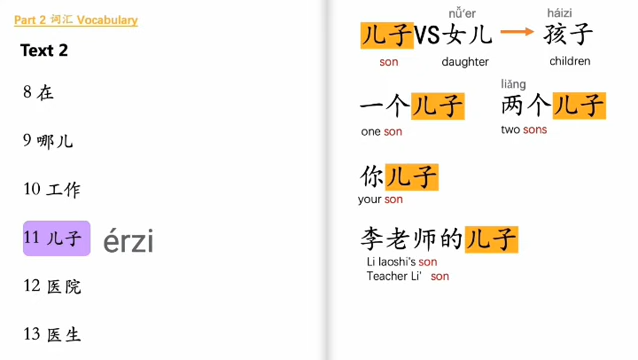 Part 2 词汇 Vocabulary
Text 2
8 在
9 哪儿
10 工作
11 儿子 érzi
12 医院
13 医生
nǚ'er háizi
儿子VS女儿 → 孩子
son daughter children
liǎng
一个儿子 两个儿子
one son two sons
你儿子
your son
李老师的儿子
Li laoshi's son
Teacher Li' son